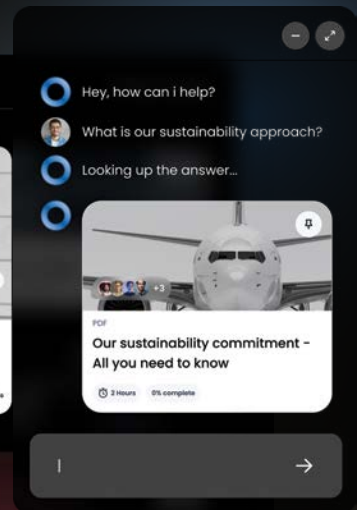 Hey, how can i help?
What is our sustainability approach?
Looking up the answer...
+3
PDF
Our sustainability commitment -
All you need to know
2 Hours 0% complete